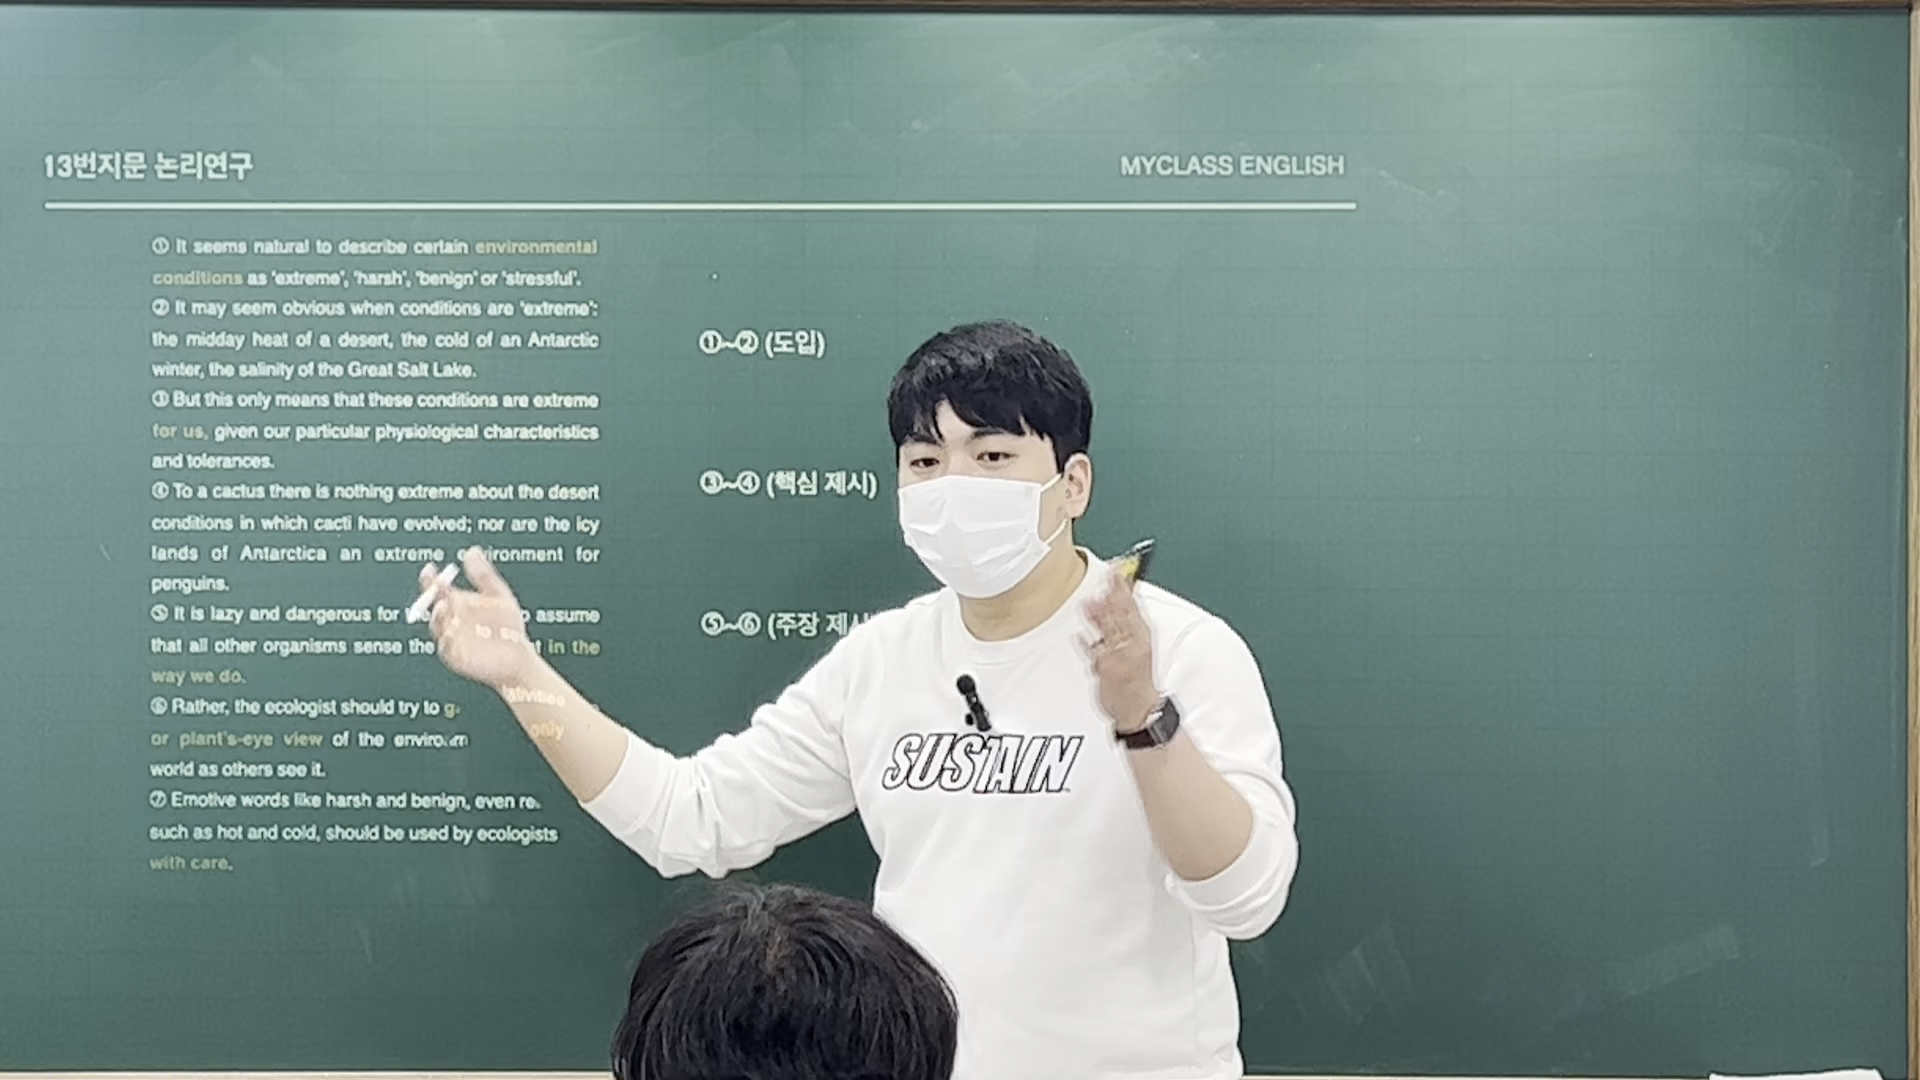 13번지문 논리연구
MYCLASS ENGLISH
① It seems natural to describe certain environmental
conditions as 'extreme', 'harsh', 'benign' or 'stressful'.
② It may seem obvious when conditions are 'extreme':
the midday heat of a desert, the cold of an Antarctic
winter, the salinity of the Great Salt Lake.
③ But this only means that these conditions are extreme
for us, given our particular physiological characteristics
and tolerances.
④ To a cactus there is nothing extreme about the desert
conditions in which cacti have evolved; nor are the icy
lands of Antarctica an extreme environment for
penguins.
⑤ It is lazy and dangerous for assume
that all other organisms sense the in the
way we do.
⑥ Rather, the ecologist should try to
or plant's-eye view of the
world as others see it.
⑦ Emotive words like harsh and benign, even
such as hot and cold, should be used by ecologists
only
with care.
①~② (도입)
③~④ (핵심 제시)
⑤~⑥ (주장
SUSTAIN